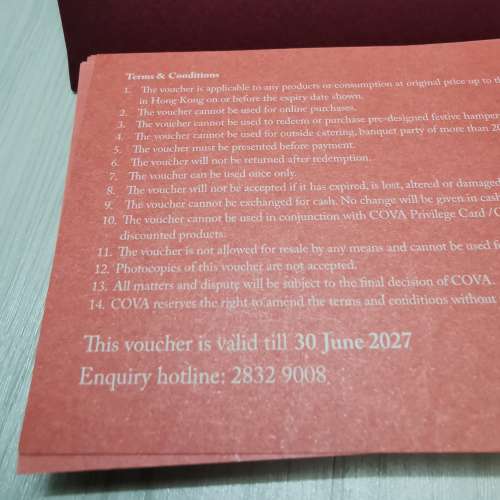 Terms & Conditions
1. The voucher is applicable to any products or consumption at original price up to
in Hong Kong on or before the expiry date shown.
2. The voucher cannot be used for online purchases.
3. The voucher cannot be used to redeem or purchase pre-designed festive hamper
4. The voucher cannot be used for outside catering, banquet party of more than
5. The voucher must be presented before payment.
6. The voucher will not be returned after redemption.
7. The voucher can be used once only.
8. The voucher will not be accepted if it has expired, is lost, altered or damaged
9. The voucher cannot be exchanged for cash. No change will be given in cash
10. The voucher cannot be used in conjunction with COVA Privilege Card /
discounted products.
11. The voucher is not allowed for resale by any means and cannot be used
12. Photocopies of this voucher are not accepted.
13. All matters and dispute will be subject to the final decision of COVA.
14. COVA reserves the right to amend the terms and conditions without
This voucher is valid till 30 June 2027
Enquiry hotline: 2832 9008